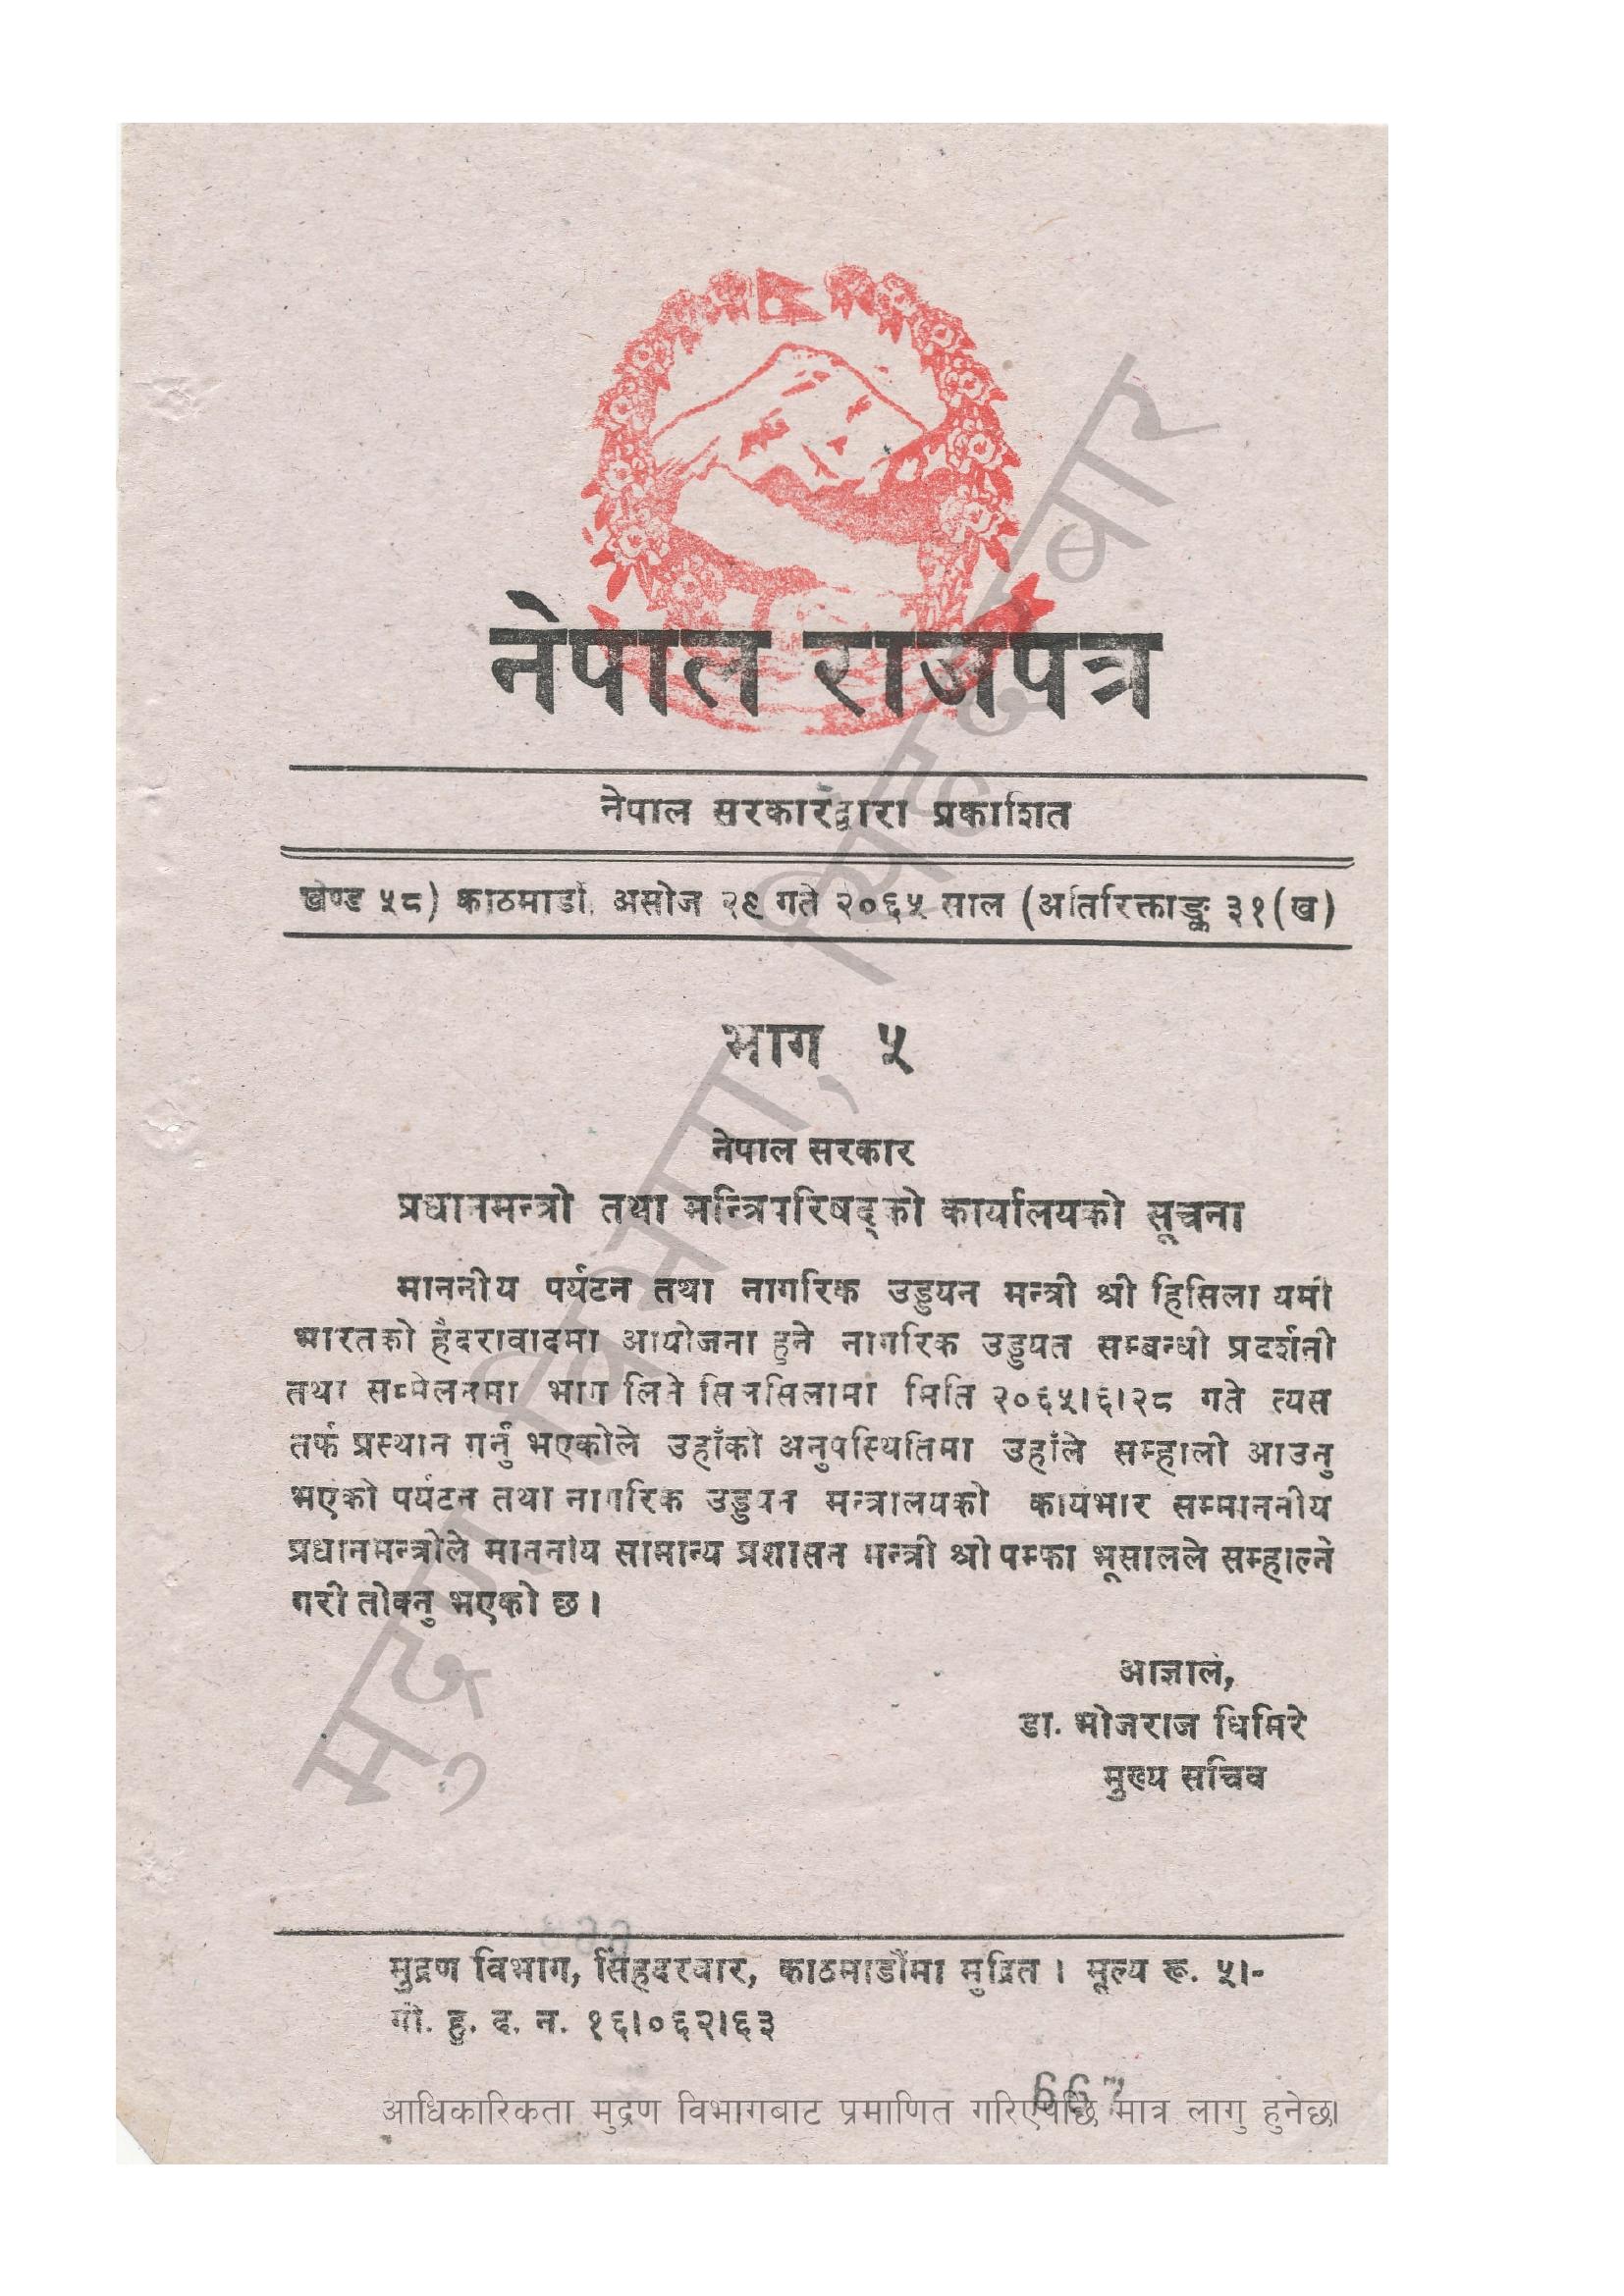 नेपाल राजपत्र
नेपाल सरकारद्वारा प्रकाशित
खण्ड ५८) काठमाडौं, असोज २९ गते २०६५ साल (अतिरिक्ताङ्क ३१(ख)
भाग ५
नेपाल सरकार
प्रधानमन्त्री तथा मन्त्रिपरिषद्को कार्यालयको सूचना
माननीय पर्यटन तथा नागरिक उड्डयन मन्त्री श्री हिसिला यमी
भारतको हैदरावादमा आयोजना हुने नागरिक उड्डयत सम्बन्धी प्रदर्शनी
तथा सम्मेलनमा भाग लिने सिलसिलामा मिति २०६५।६।२८ गते त्यस
तर्फ प्रस्थान गर्नु भएकोले उहाँको अनुपस्थितिमा उहाँले सम्हाली आउनु
भएको पर्यटन तथा नागरिक उड्डयन मन्त्रालयको कार्यभार सम्माननीय
प्रधानमन्त्रीले माननीय सामान्य प्रशासन मन्त्री श्री पम्फा भूसालले सम्हाल्ने
गरी तोक्नु भएको छ।
आज्ञाले,
डा. भोजराज घिमिरे
मुख्य सचिव
मुद्रण विभाग, सिंहदरवार, काठमाडौंमा मुद्रित। मूल्य रू. ५।-
गो. हु. द. न. १६।०६२।६३
667
आधिकारिकता मुद्रण विभागबाट प्रमाणित गरिएपछि मात्र लागु हुनेछ।
मुद्रण विभाग, सिंहदरबार